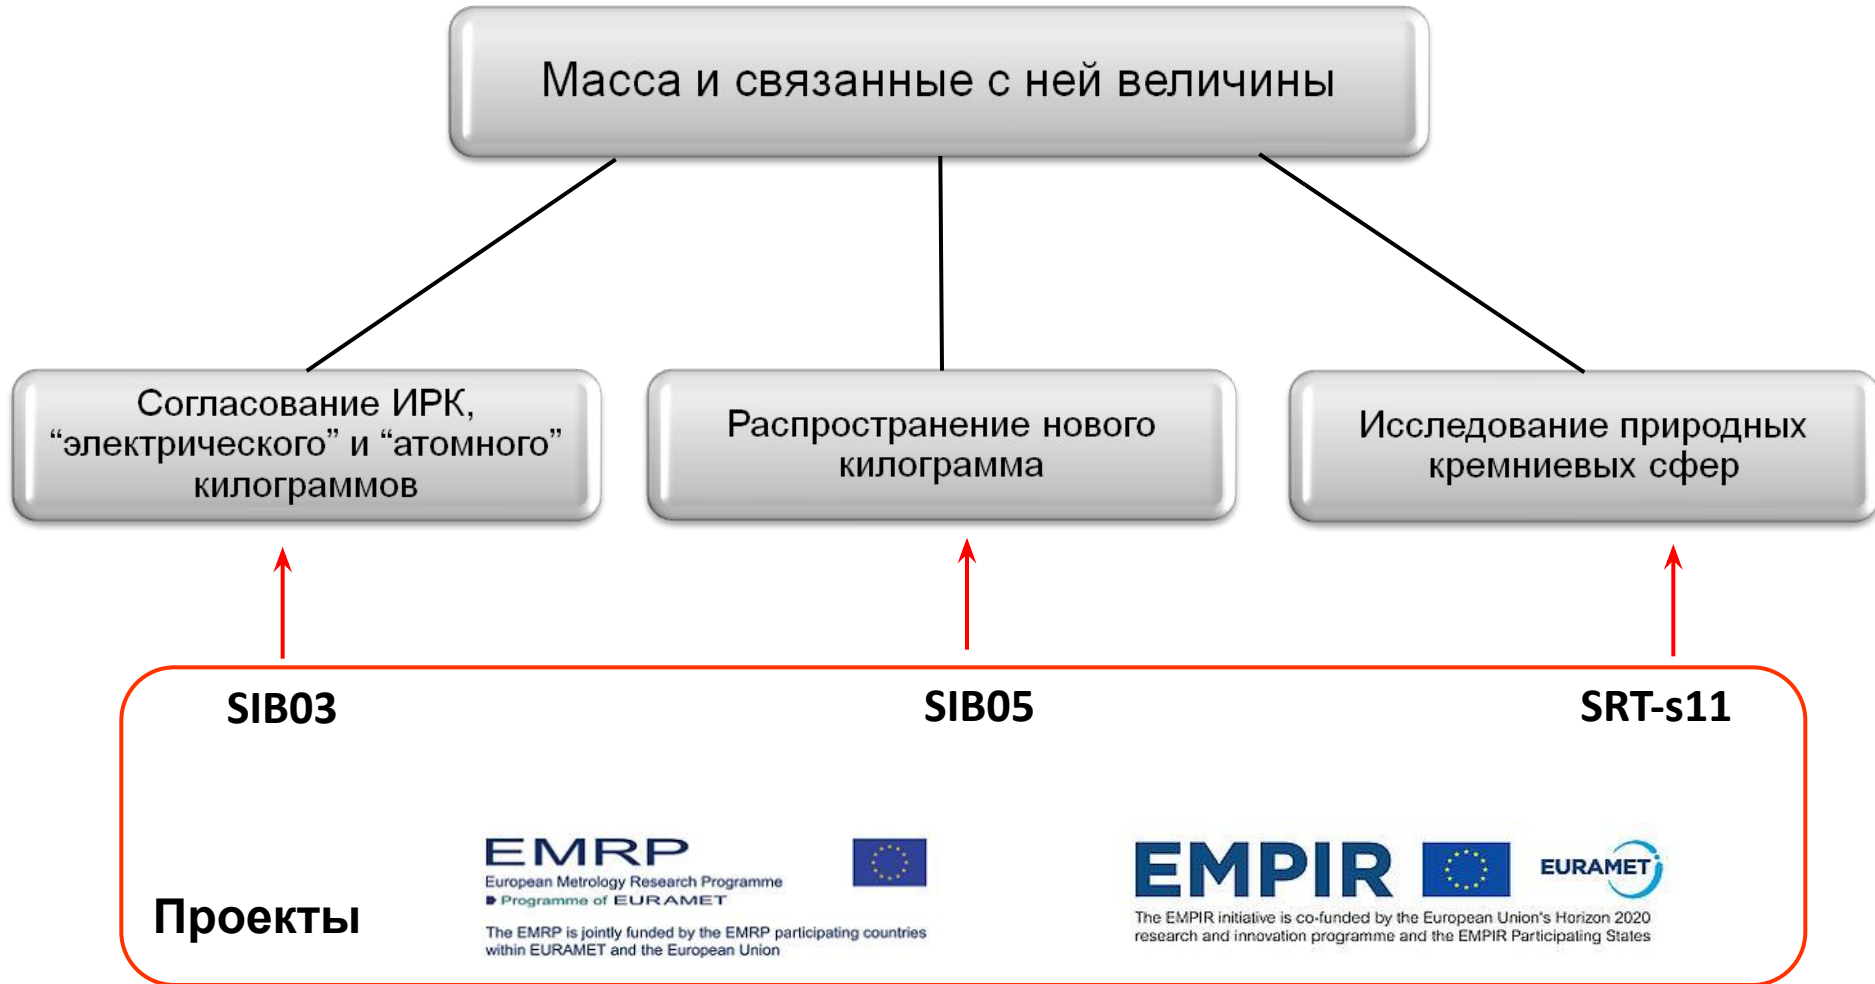 Масса и связанные с ней величины
Согласование ИРК,
“электрического” и “атомного”
килограммов
Распространение нового
килограмма
Исследование природных
кремниевых сфер
SIB03
SIB05
SRT-s11
Проекты
EMRP
European Metrology Research Programme
Programme of EURAMET
The EMRP is jointly funded by the EMRP participating countries
within EURAMET and the European Union
EMPIR
EURAMET
The EMPIR initiative is co-funded by the European Union's Horizon 2020
research and innovation programme and the EMPIR Participating States